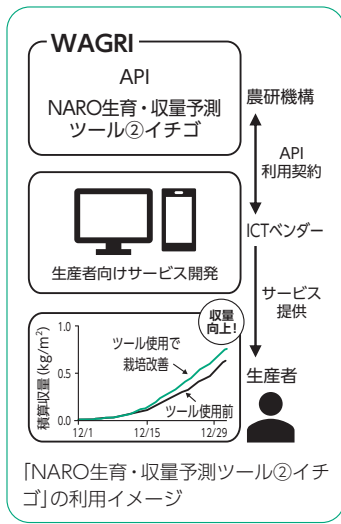 WAGRI
API
NARO生育・収量予測
ツール②イチゴ
農研機構
API
利用契約
ICTベンダー
生産者向けサービス開発
サービス
提供
収量
向上!
積算収量(kg/m²)
1.0
0.5
0.0
ツール使用で
栽培改善
ツール使用前
12/1
12/15
12/29
生産者
「NARO生育・収量予測ツール②イチ
ゴ」の利用イメージ